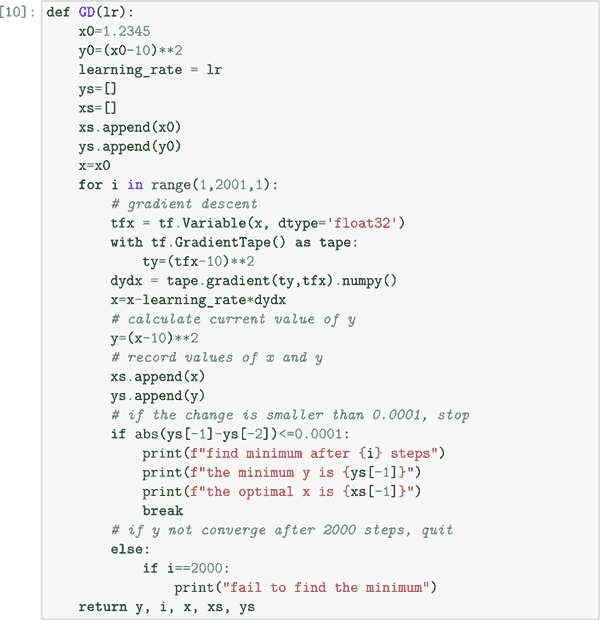 [10]: def GD(lr):
    x0=1.2345
    y0=(x0-10)**2
    learning_rate = lr
    ys=[]
    xs=[]
    xs.append(x0)
    ys.append(y0)
    x=x0
    for i in range(1,2001,1):
        # gradient descent
        tfx = tf.Variable(x, dtype='float32')
        with tf.GradientTape() as tape:
            ty=(tfx-10)**2
        dydx = tape.gradient(ty,tfx).numpy()
        x=x-learning_rate*dydx
        # calculate current value of y
        y=(x-10)**2
        # record values of x and y
        xs.append(x)
        ys.append(y)
        # if the change is smaller than 0.0001, stop
        if abs(ys[-1]-ys[-2])<=0.0001:
            print(f"find minimum after {i} steps")
            print(f"the minimum y is {ys[-1]}")
            print(f"the optimal x is {xs[-1]}")
            break
        # if y not converge after 2000 steps, quit
        else:
            if i==2000:
                print("fail to find the minimum")
    return y, i, x, xs, ys